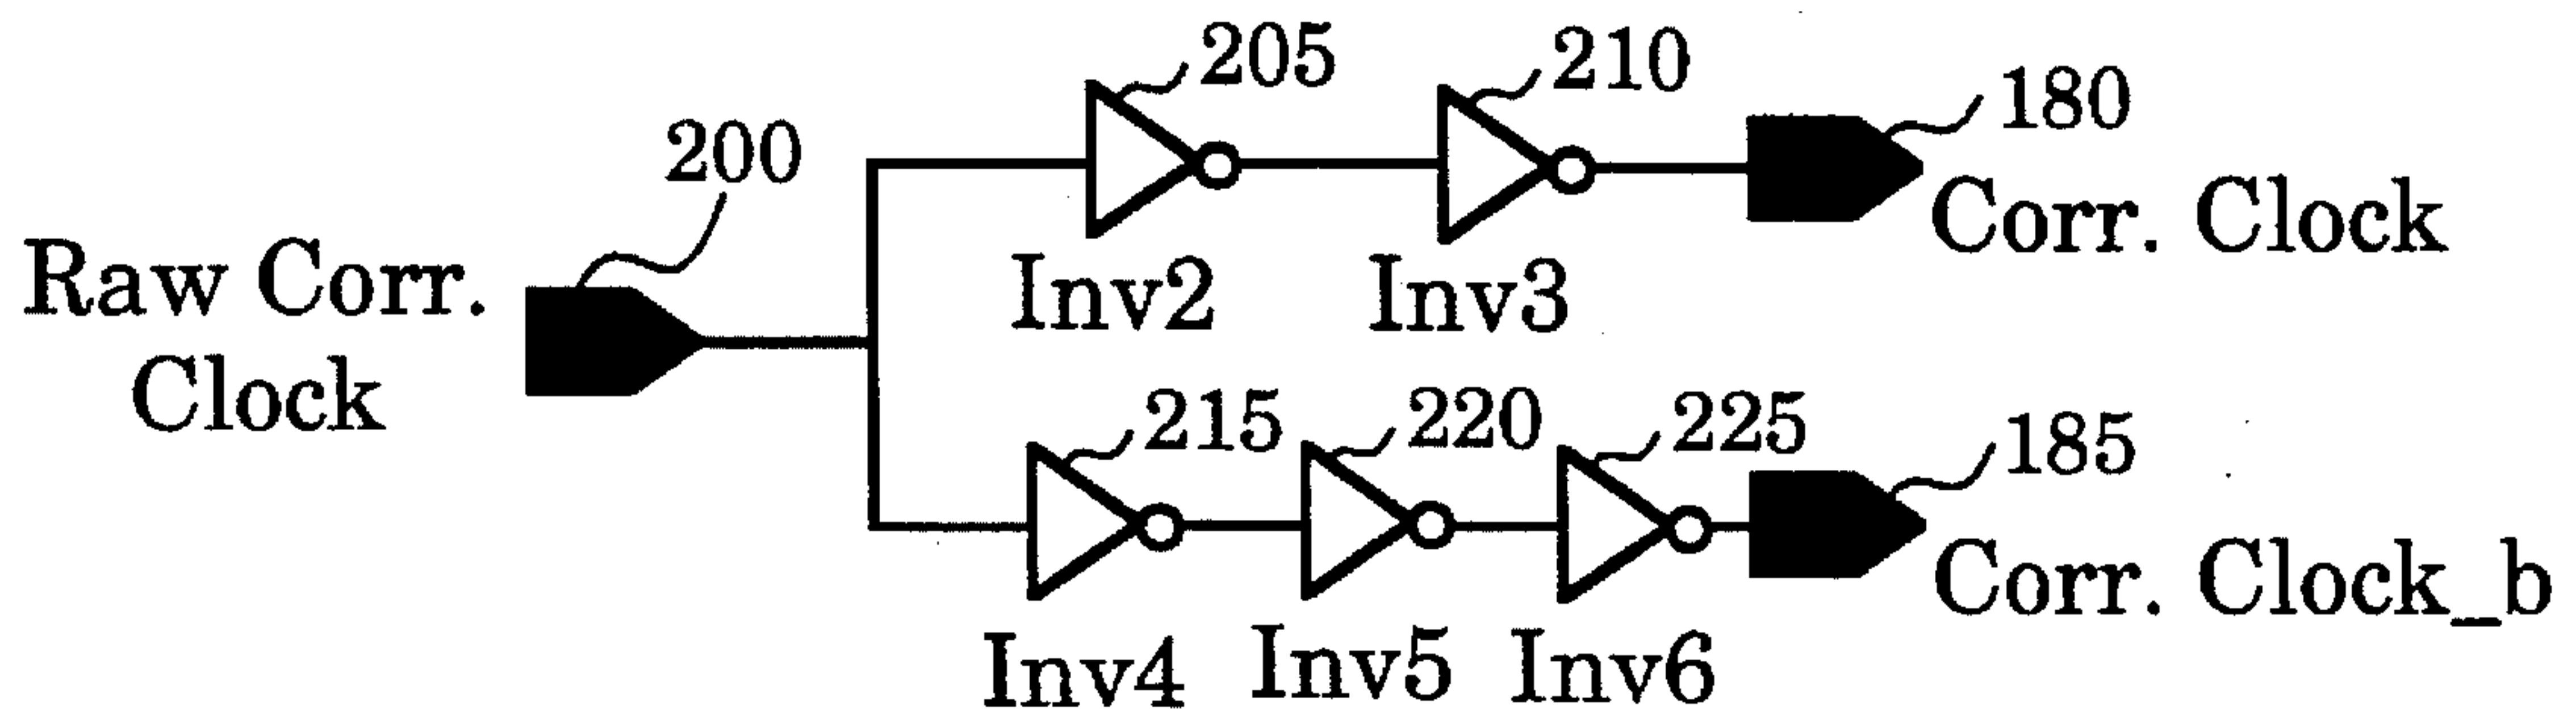 205
210
180
200
Corr. Clock
Raw Corr.
Clock
Inv2
Inv3
215
220
225
185
Corr. Clock_b
Inv4
Inv5
Inv6